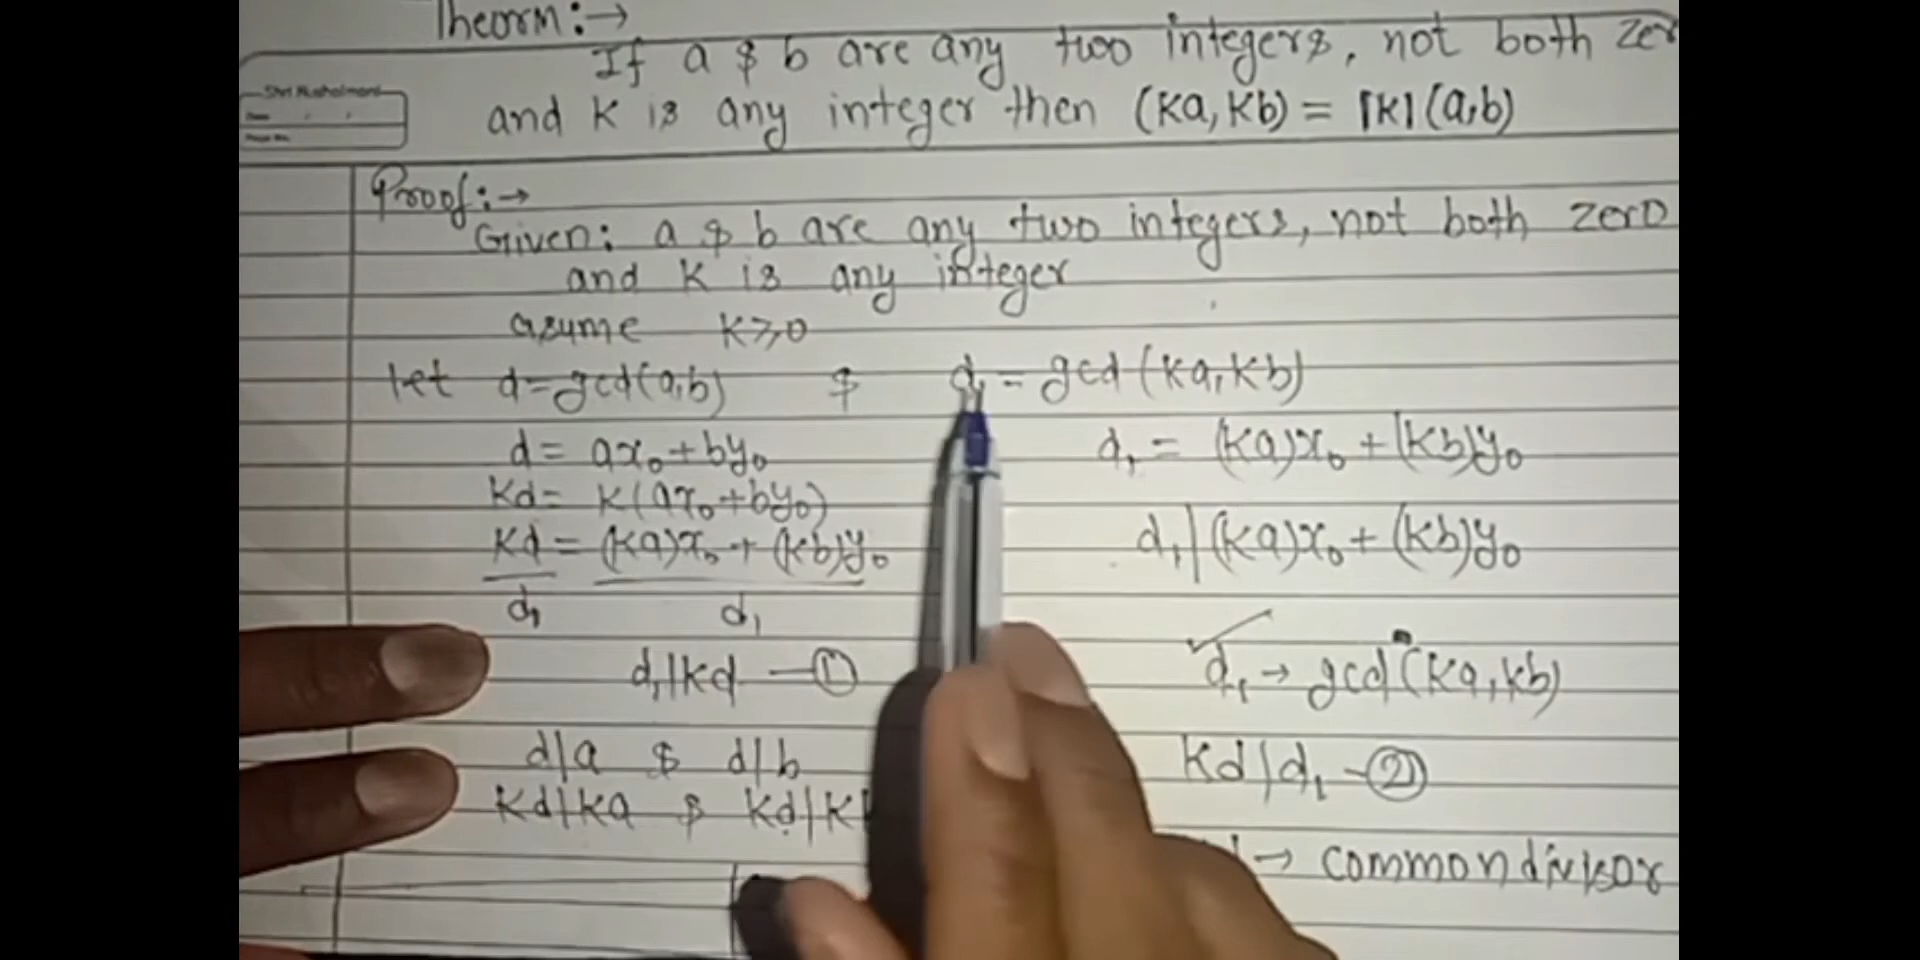 Theorm:→
If a & b are any two integers, not both zer
and K is any integer then (Ka, Kb) = |K| (a,b)
Proof:→
Given: a & b are any two integers, not both zero
and K is any integer
asume K≥0
let d=gcd(a,b) & d₁ = gcd (Ka, Kb)
d = ax₀+by₀ d₁ = (Ka)x₀ + (Kb)y₀
Kd = K(ax₀+by₀)
Kd = (Ka)x₀ + (Kb)y₀ d₁|(Ka)x₀ + (Kb)y₀
d₁ d₁
d₁|Kd —① d₁ → gcd (Ka, Kb)
d|a & d|b Kd|d₁ —②
Kd|Ka & Kd|K
→ common divisor